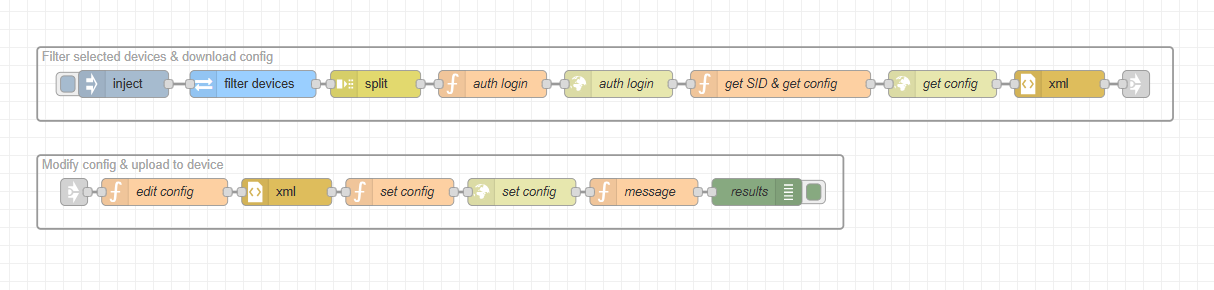 Filter selected devices & download config
inject
filter devices
split
auth login
auth login
get SID & get config
get config
xml
Modify config & upload to device
edit config
xml
set config
set config
message
results